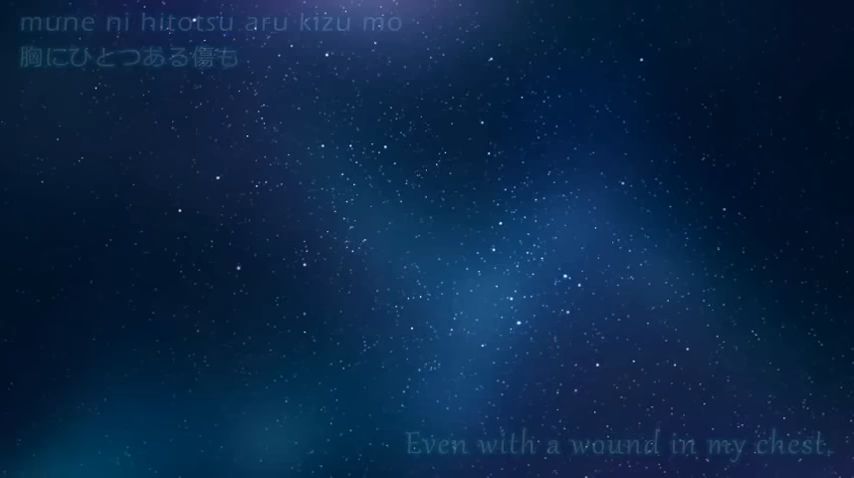 mune ni hitotsu aru kizu mo
胸にひとつある傷も
Even with a wound in my chest,